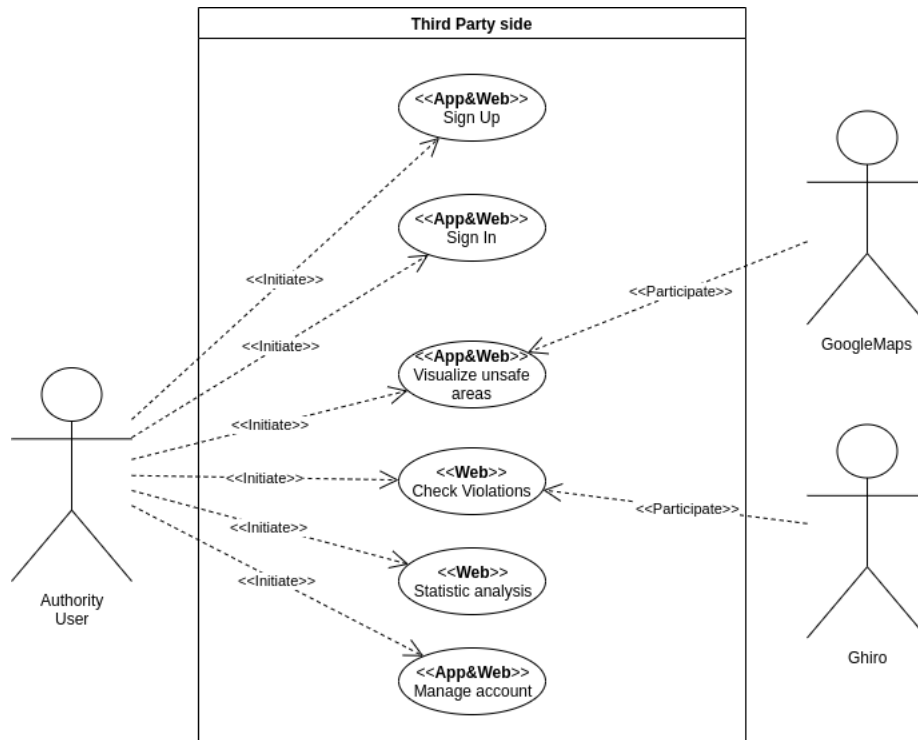 Third Party side
<<App&Web>>
Sign Up
<<App&Web>>
Sign In
<<Initiate>>
<<Participate>>
<<Initiate>>
GoogleMaps
<<App&Web>>
Visualize unsafe
areas
<<Initiate>>
<<Web>>
Check Violations
<<Initiate>>
<<Participate>>
<<Initiate>>
<<Web>>
Statistic analysis
<<Initiate>>
Authority
User
Ghiro
<<App&Web>>
Manage account